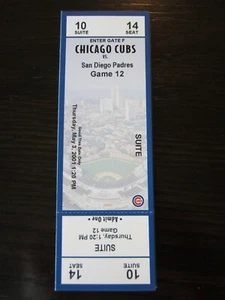 10 14
SUITE SEAT
ENTER GATE F
CHICAGO CUBS
vs.
San Diego Padres
Game 12
Thursday, May 3, 2001 1:20 PM
SUITE
• Admit One •
Thursday, 1:20 PM
Game 12
SUITE
10 14
SUITE SEAT